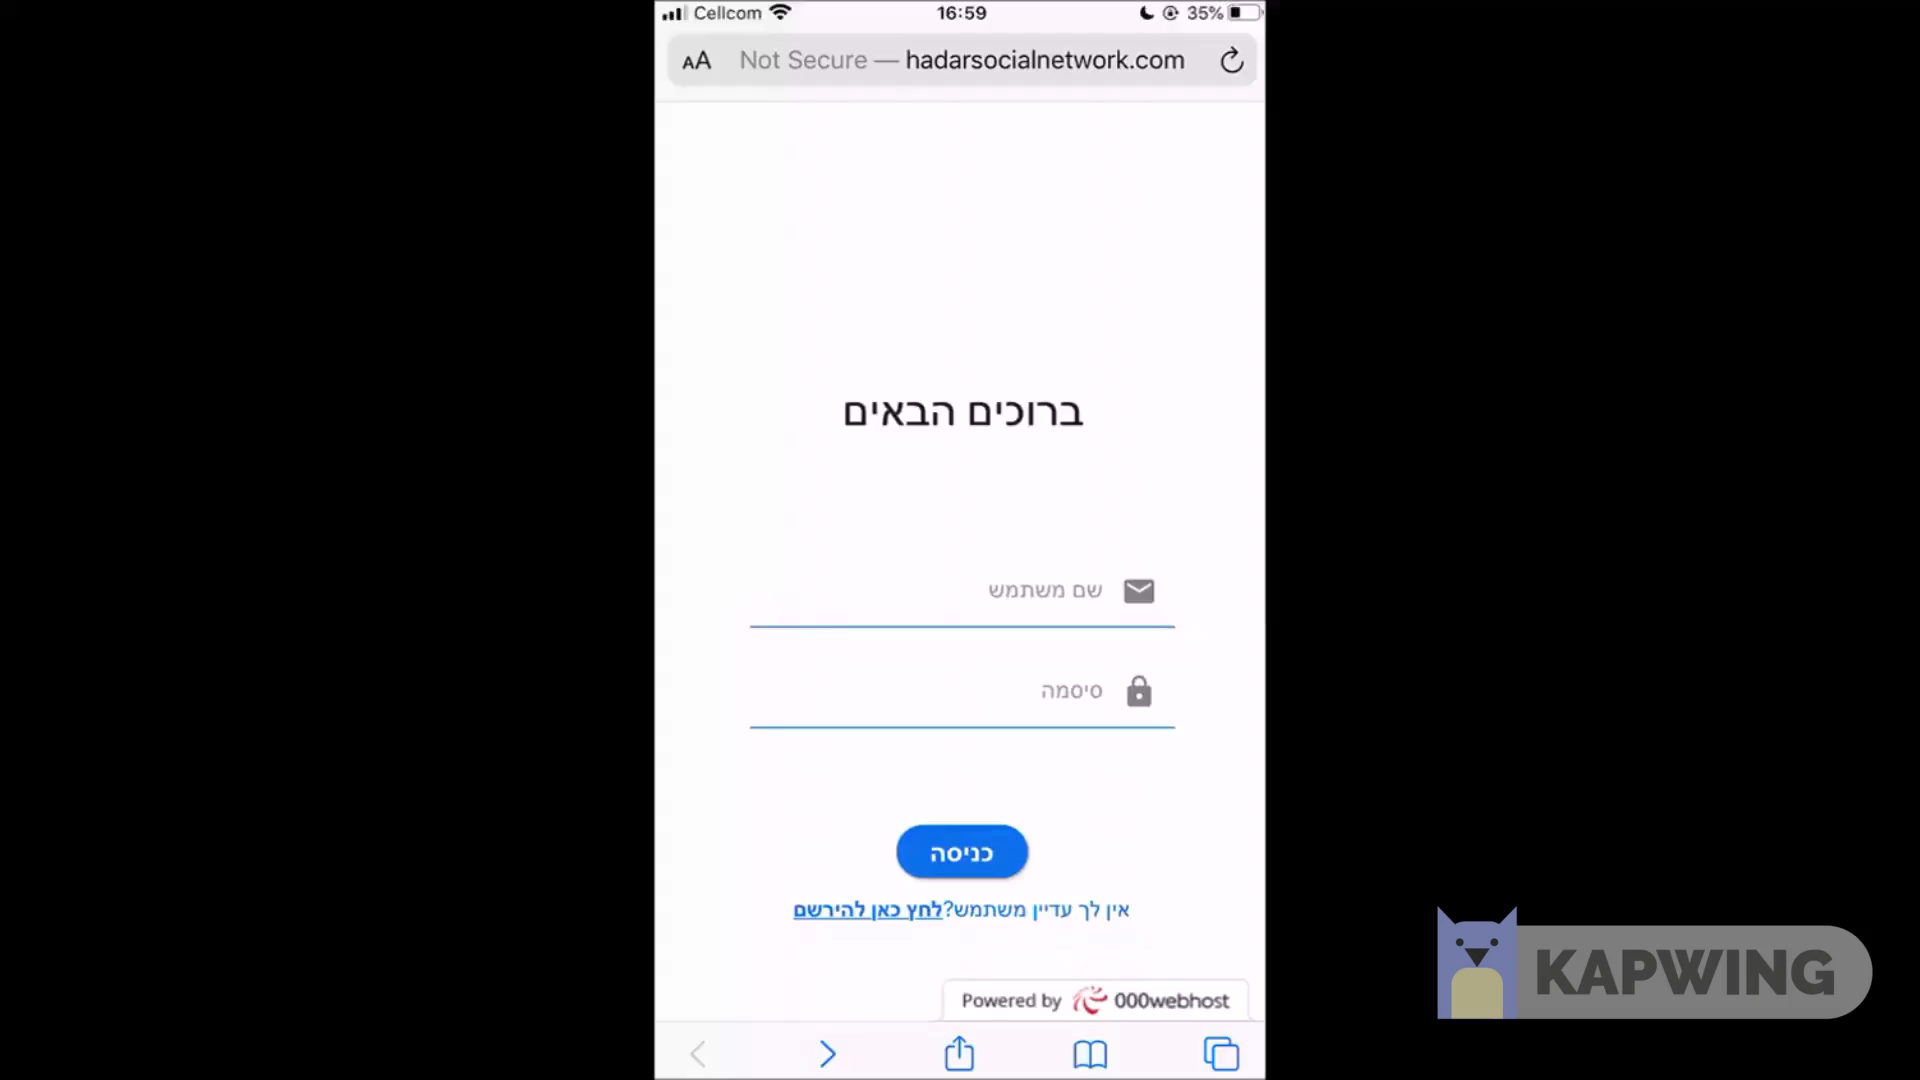 Cellcom 16:59 35%
AA Not Secure — hadarsocialnetwork.com
ברוכים הבאים
שם משתמש
סיסמה
כניסה
אין לך עדיין משתמש?לחץ כאן להירשם
Powered by 000webhost
KAPWING